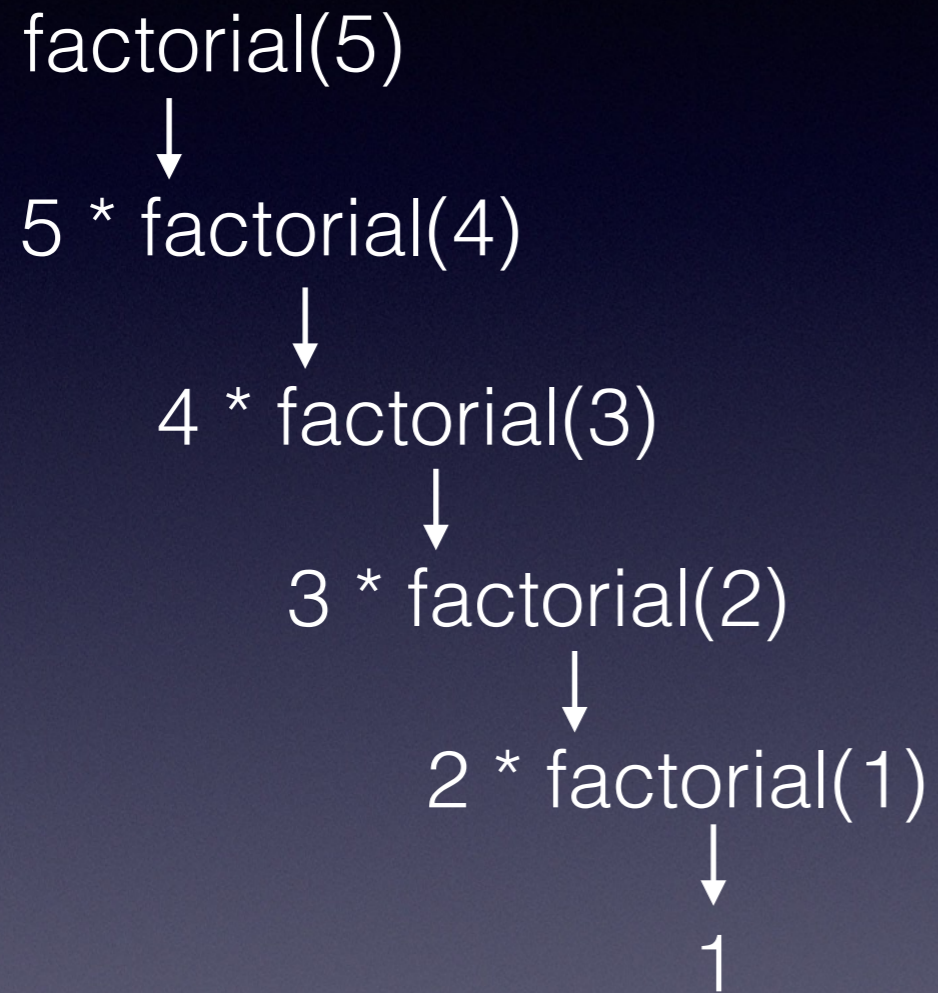 factorial(5)
5 * factorial(4)
4 * factorial(3)
3 * factorial(2)
2 * factorial(1)
1